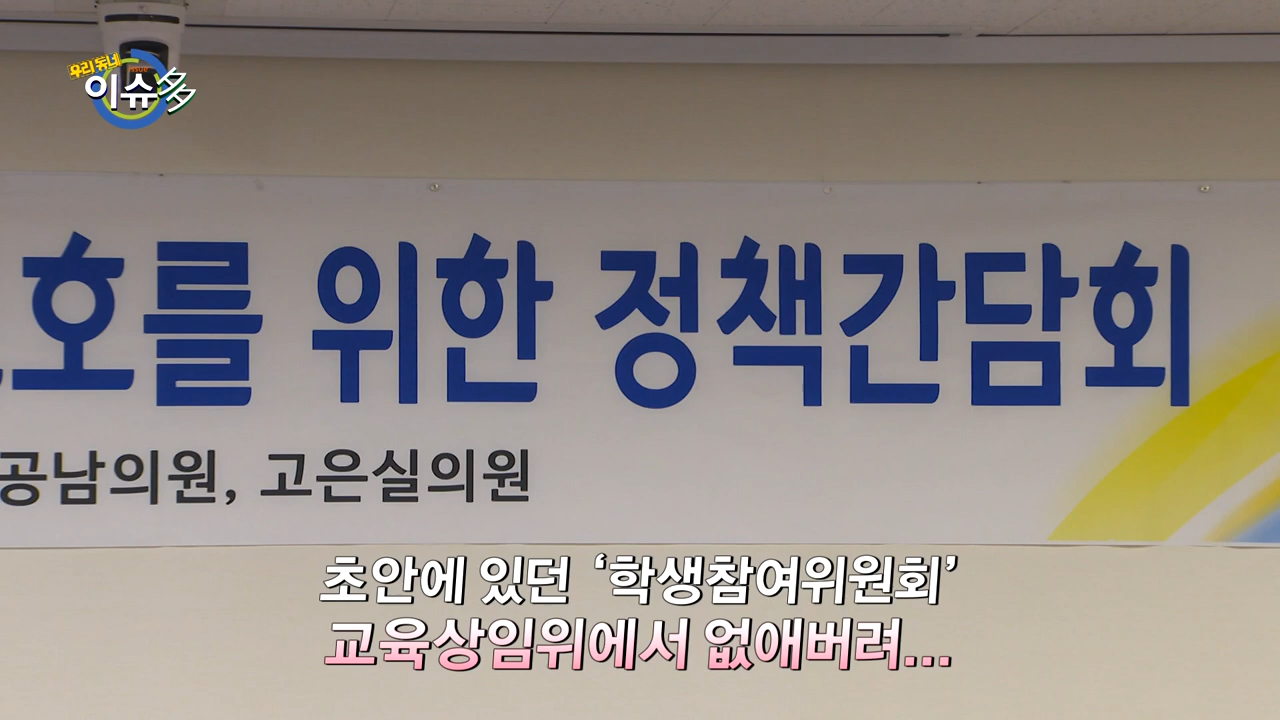 우리동네
이슈多
호를 위한 정책간담회
공남의원, 고은실의원
초안에 있던 ‘학생참여위원회’
교육상임위에서 없애버려...